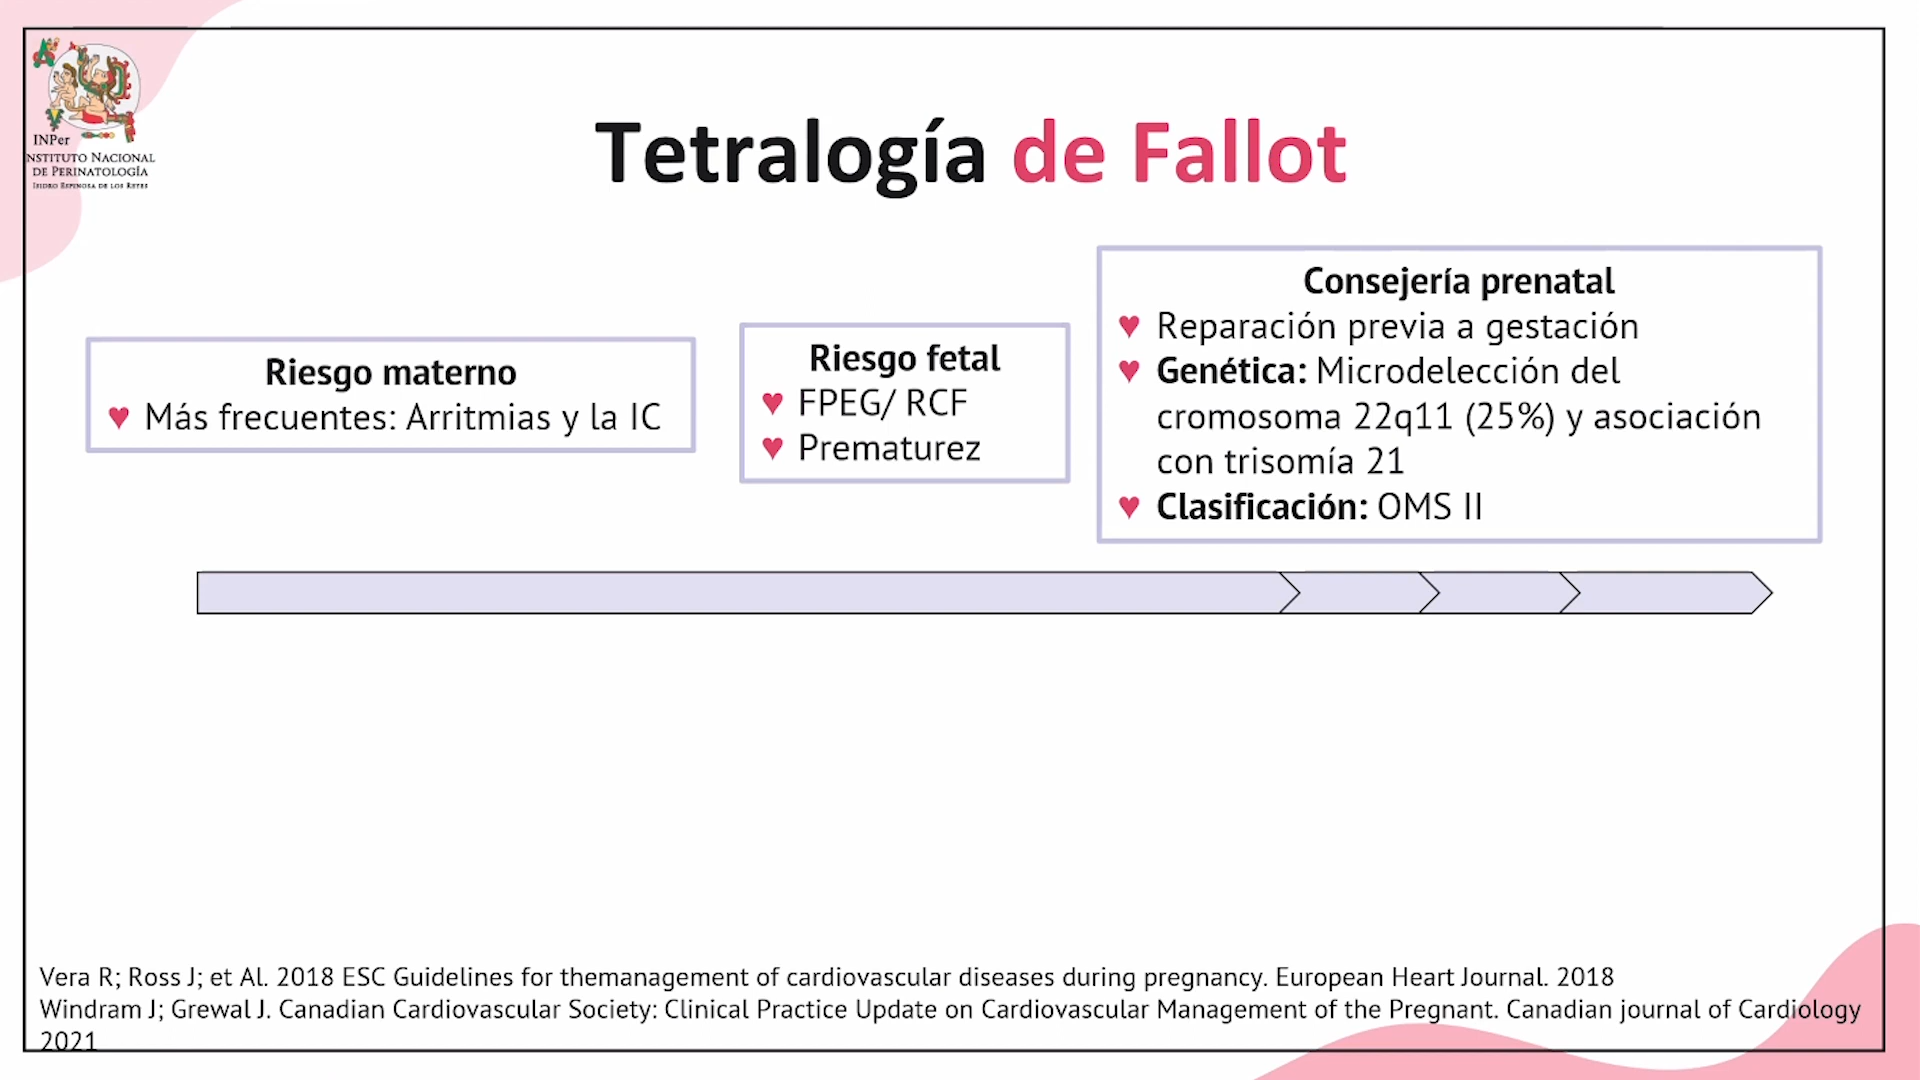 INPer
INSTITUTO NACIONAL
DE PERINATOLOGÍA
ISIDRO ESPINOSA DE LOS REYES
Tetralogía de Fallot
Riesgo materno
♥ Más frecuentes: Arritmias y la IC
Riesgo fetal
♥ FPEG/ RCF
♥ Prematurez
Consejería prenatal
♥ Reparación previa a gestación
♥ Genética: Microdelección del
cromosoma 22q11 (25%) y asociación
con trisomía 21
♥ Clasificación: OMS II
Vera R; Ross J; et Al. 2018 ESC Guidelines for themanagement of cardiovascular diseases during pregnancy. European Heart Journal. 2018
Windram J; Grewal J. Canadian Cardiovascular Society: Clinical Practice Update on Cardiovascular Management of the Pregnant. Canadian journal of Cardiology
2021